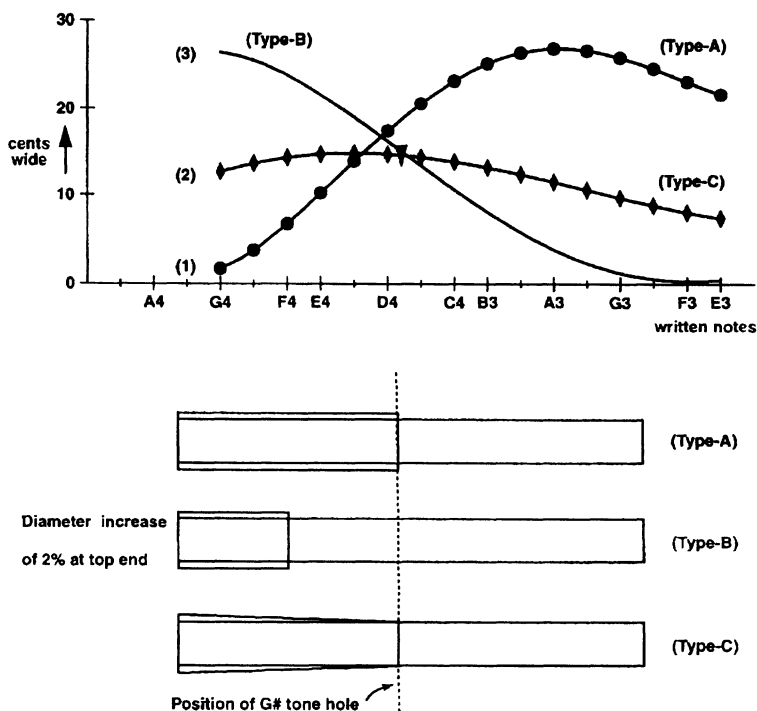 30
(3)
(Type-B)
(Type-A)
20
cents
wide
(2)
(Type-C)
10
(1)
0
A4 G4 F4 E4 D4 C4 B3 A3 G3 F3 E3
written notes
(Type-A)
Diameter increase
of 2% at top end
(Type-B)
(Type-C)
Position of G# tone hole